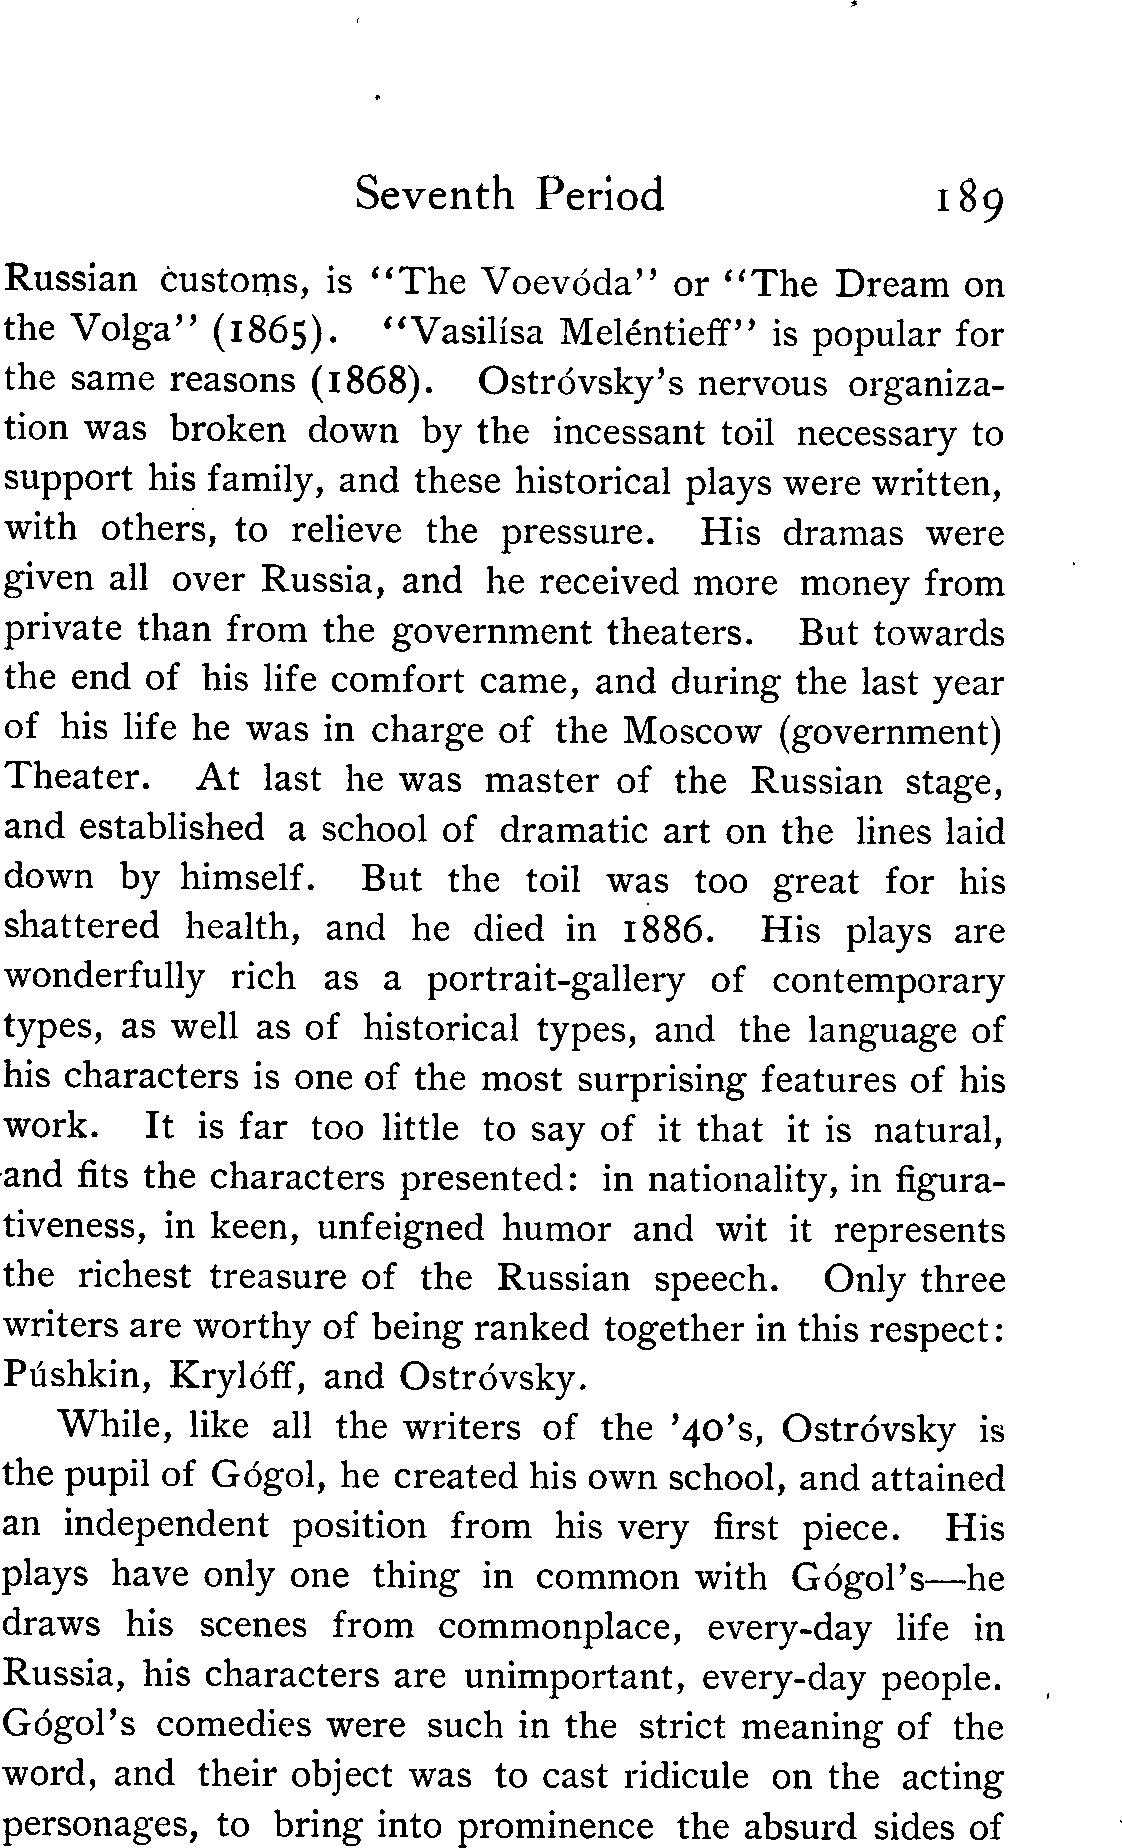 Seventh Period 189
Russian customs, is “The Voevóda” or “The Dream on
the Volga” (1865). “Vasilísa Meléntieff” is popular for
the same reasons (1868). Ostróvsky’s nervous organiza-
tion was broken down by the incessant toil necessary to
support his family, and these historical plays were written,
with others, to relieve the pressure. His dramas were
given all over Russia, and he received more money from
private than from the government theaters. But towards
the end of his life comfort came, and during the last year
of his life he was in charge of the Moscow (government)
Theater. At last he was master of the Russian stage,
and established a school of dramatic art on the lines laid
down by himself. But the toil was too great for his
shattered health, and he died in 1886. His plays are
wonderfully rich as a portrait-gallery of contemporary
types, as well as of historical types, and the language of
his characters is one of the most surprising features of his
work. It is far too little to say of it that it is natural,
and fits the characters presented: in nationality, in figura-
tiveness, in keen, unfeigned humor and wit it represents
the richest treasure of the Russian speech. Only three
writers are worthy of being ranked together in this respect:
Púshkin, Krylóff, and Ostróvsky.
While, like all the writers of the ’40’s, Ostróvsky is
the pupil of Gógol, he created his own school, and attained
an independent position from his very first piece. His
plays have only one thing in common with Gógol’s—he
draws his scenes from commonplace, every-day life in
Russia, his characters are unimportant, every-day people.
Gógol’s comedies were such in the strict meaning of the
word, and their object was to cast ridicule on the acting
personages, to bring into prominence the absurd sides of